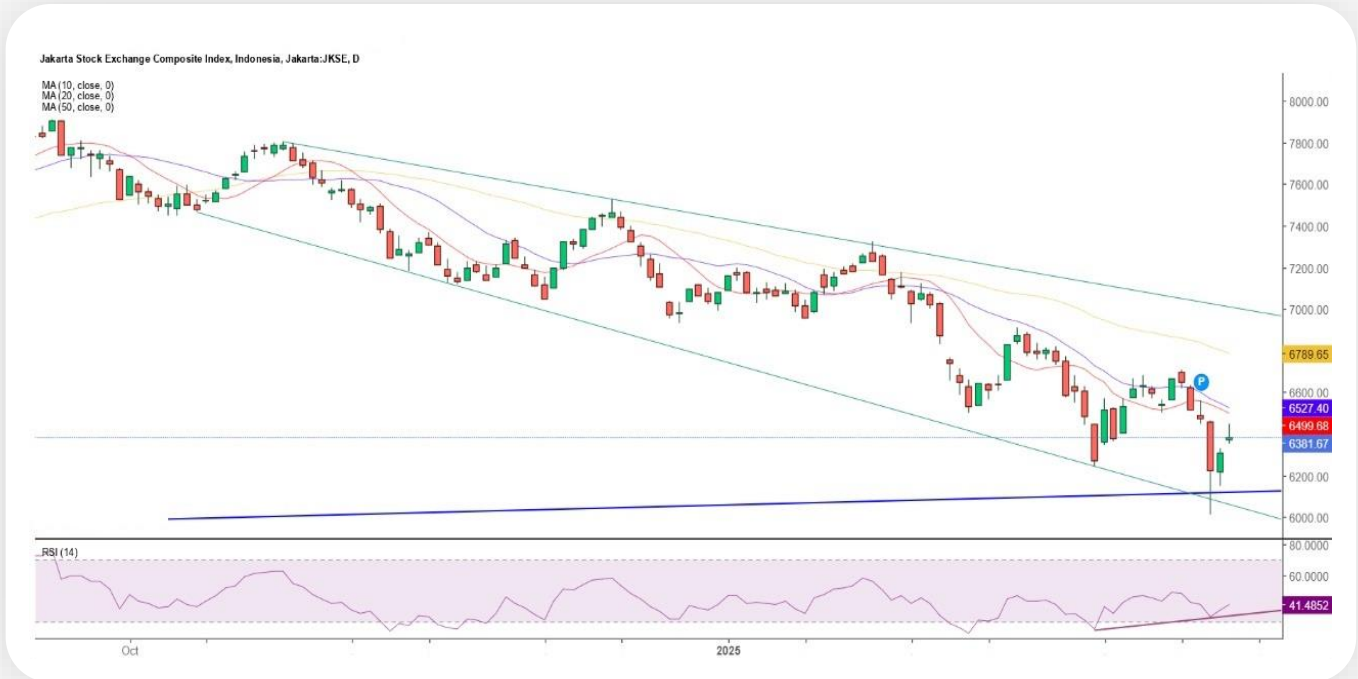 Jakarta Stock Exchange Composite Index, Indonesia, Jakarta:JKSE, D
MA (10, close, 0)
MA (20, close, 0)
MA (50, close, 0)
8000.00
7800.00
7600.00
7400.00
7200.00
7000.00
6789.65
6600.00
6527.40
6499.68
6381.67
6200.00
6000.00
P
RSI (14)
80.0000
60.0000
41.4852
Oct
2025